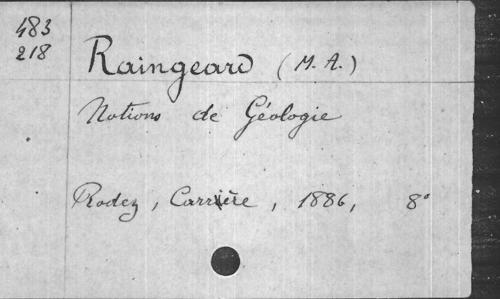 483
218
Raingeard (M. A.)
Notions de Géologie
Rodez, Carrère, 1886, 8°